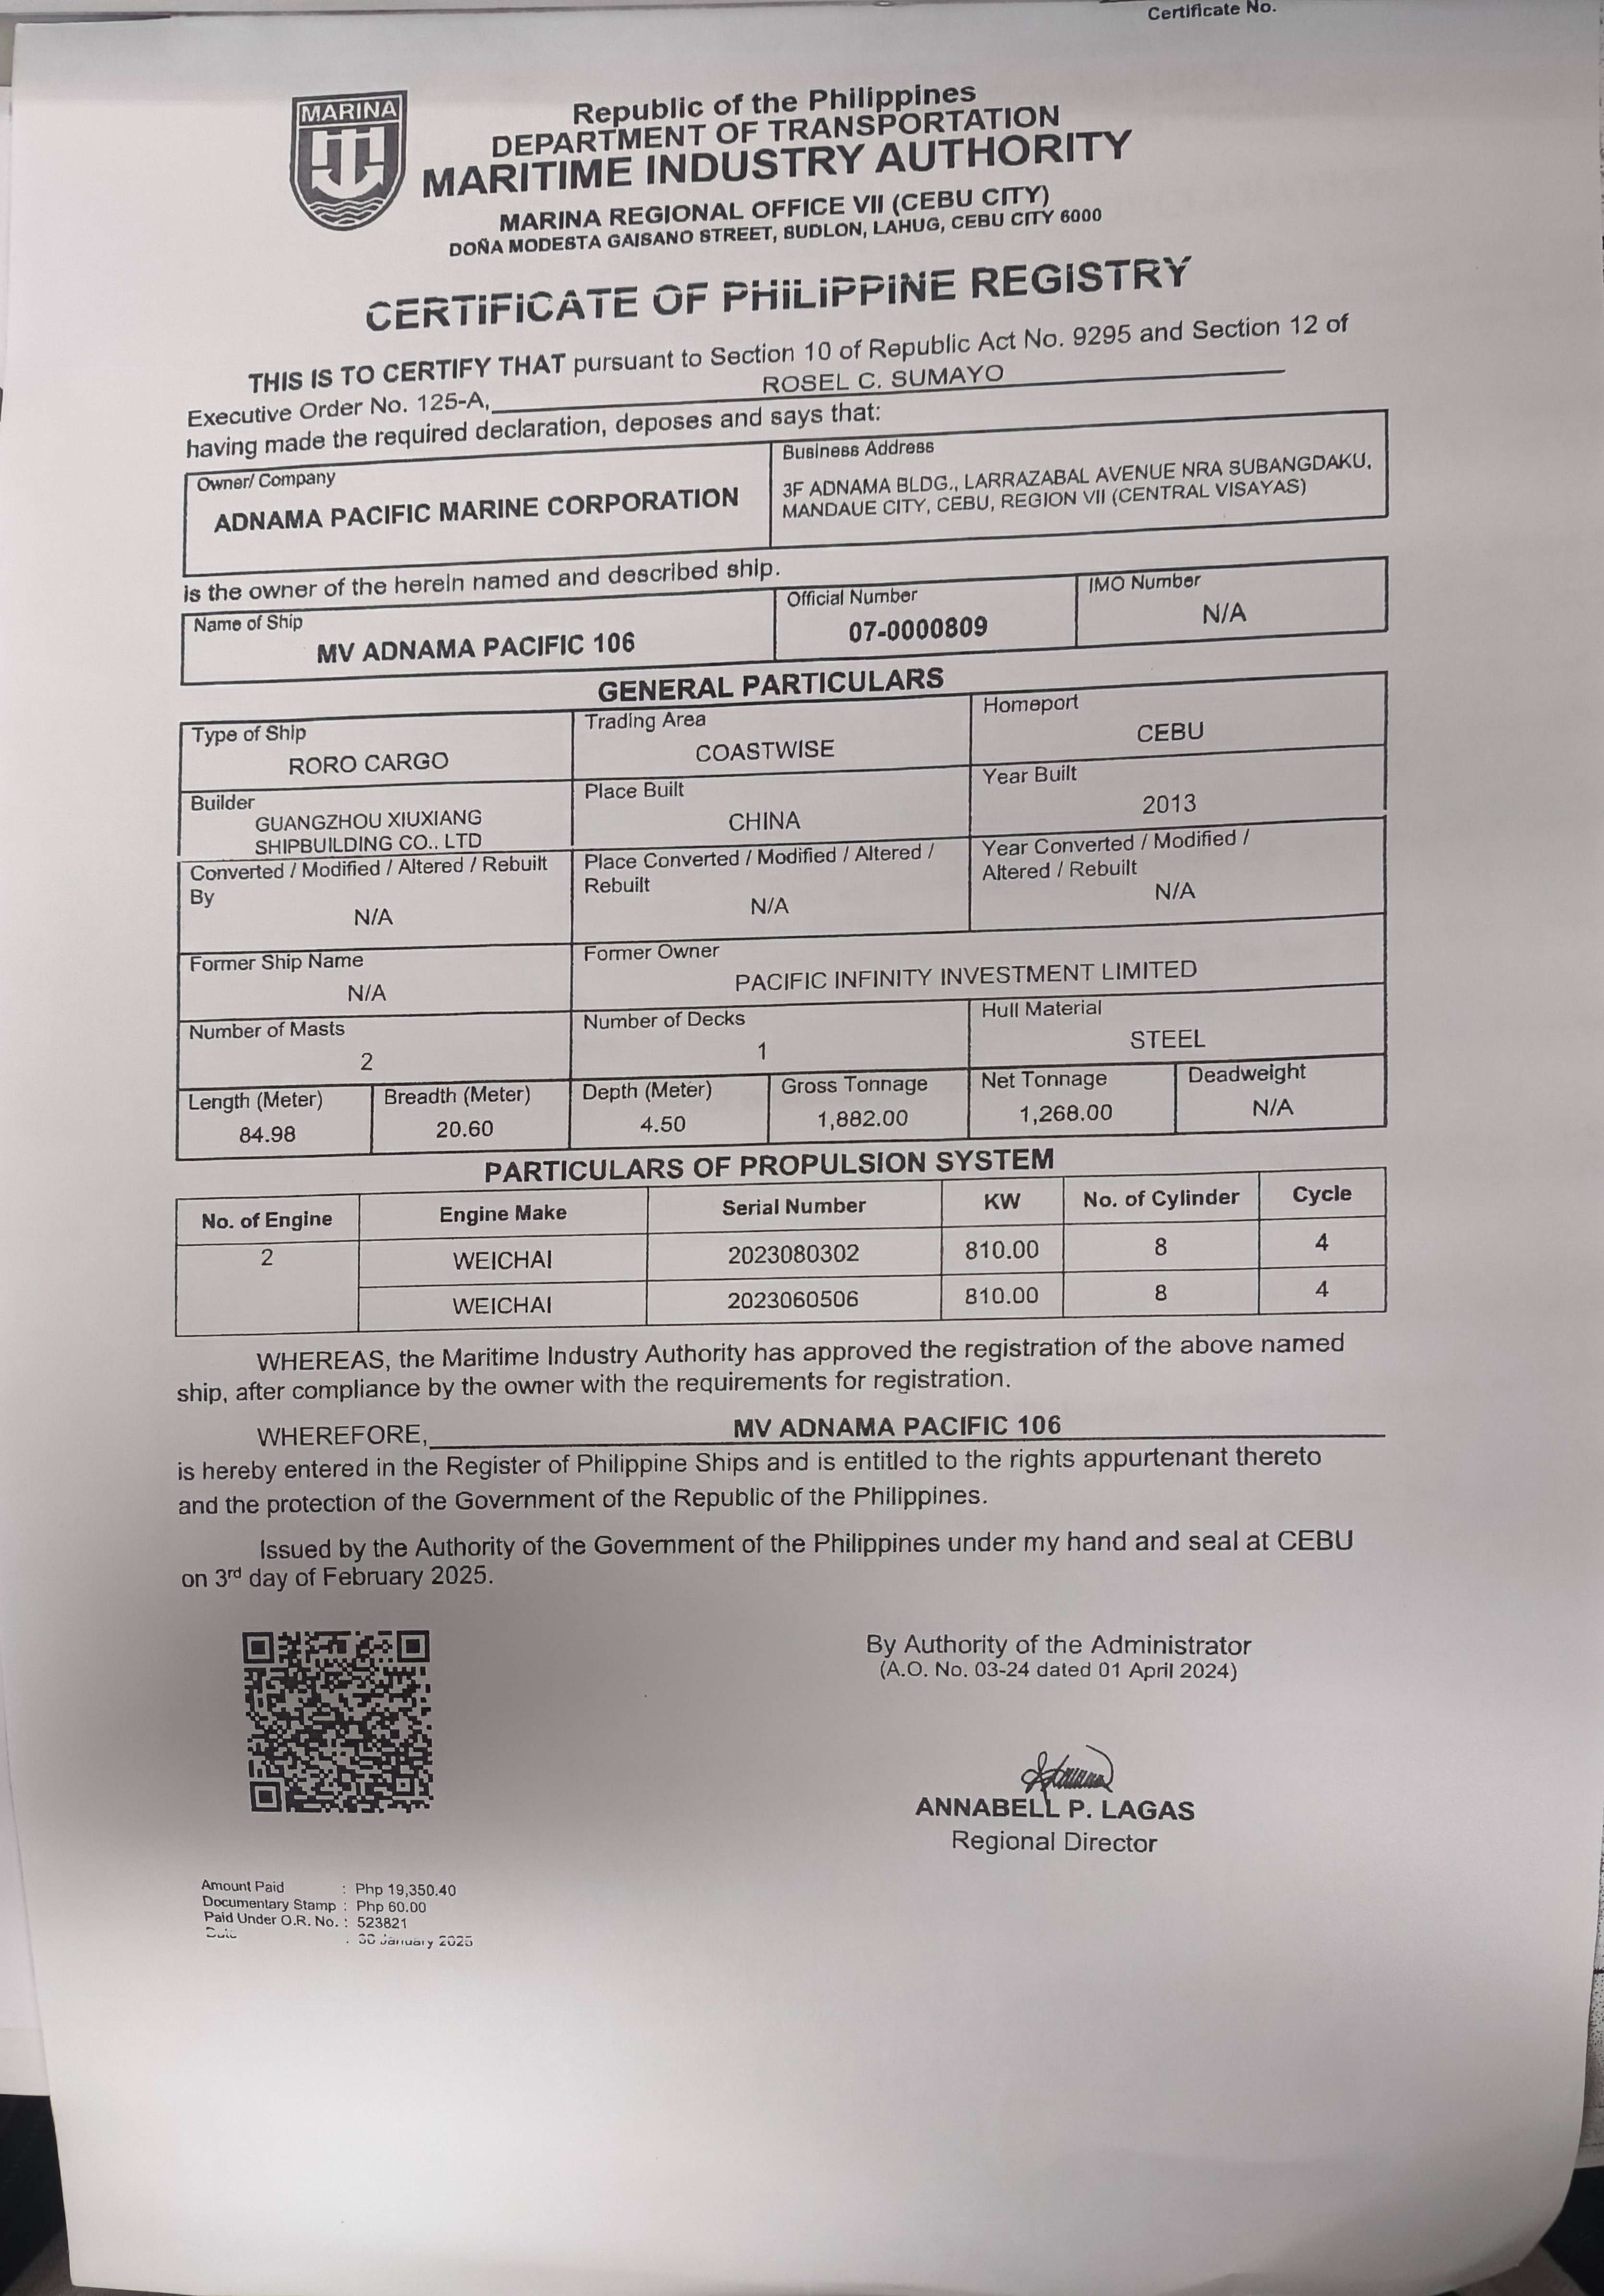 Certificate No.
MARINA
Republic of the Philippines
DEPARTMENT OF TRANSPORTATION
MARITIME INDUSTRY AUTHORITY
MARINA REGIONAL OFFICE VII (CEBU CITY)
DOÑA MODESTA GAISANO STREET, SUDLON, LAHUG, CEBU CITY 6000
CERTIFICATE OF PHILIPPINE REGISTRY
THIS IS TO CERTIFY THAT pursuant to Section 10 of Republic Act No. 9295 and Section 12 of
Executive Order No. 125-A, ROSEL C. SUMAYO
having made the required declaration, deposes and says that:
Owner/ Company
ADNAMA PACIFIC MARINE CORPORATION
Business Address
3F ADNAMA BLDG., LARRAZABAL AVENUE NRA SUBANGDAKU,
MANDAUE CITY, CEBU, REGION VII (CENTRAL VISAYAS)
is the owner of the herein named and described ship.
Name of Ship
MV ADNAMA PACIFIC 106
Official Number
07-0000809
IMO Number
N/A
GENERAL PARTICULARS
Type of Ship
RORO CARGO
Trading Area
COASTWISE
Homeport
CEBU
Builder
GUANGZHOU XIUXIANG
SHIPBUILDING CO., LTD
Place Built
CHINA
Year Built
2013
Converted / Modified / Altered / Rebuilt
By
N/A
Place Converted / Modified / Altered /
Rebuilt
N/A
Year Converted / Modified /
Altered / Rebuilt
N/A
Former Ship Name
N/A
Former Owner
PACIFIC INFINITY INVESTMENT LIMITED
Number of Masts
2
Number of Decks
1
Hull Material
STEEL
Length (Meter)
84.98
Breadth (Meter)
20.60
Depth (Meter)
4.50
Gross Tonnage
1,882.00
Net Tonnage
1,268.00
Deadweight
N/A
PARTICULARS OF PROPULSION SYSTEM
No. of Engine Engine Make Serial Number KW No. of Cylinder Cycle
2 WEICHAI 2023080302 810.00 8 4
WEICHAI 2023060506 810.00 8 4
WHEREAS, the Maritime Industry Authority has approved the registration of the above named
ship, after compliance by the owner with the requirements for registration.
WHEREFORE, MV ADNAMA PACIFIC 106
is hereby entered in the Register of Philippine Ships and is entitled to the rights appurtenant thereto
and the protection of the Government of the Republic of the Philippines.
Issued by the Authority of the Government of the Philippines under my hand and seal at CEBU
on 3rd day of February 2025.
By Authority of the Administrator
(A.O. No. 03-24 dated 01 April 2024)
ANNABELL P. LAGAS
Regional Director
Amount Paid : Php 19,350.40
Documentary Stamp : Php 60.00
Paid Under O.R. No. : 523821
Date : 30 January 2025